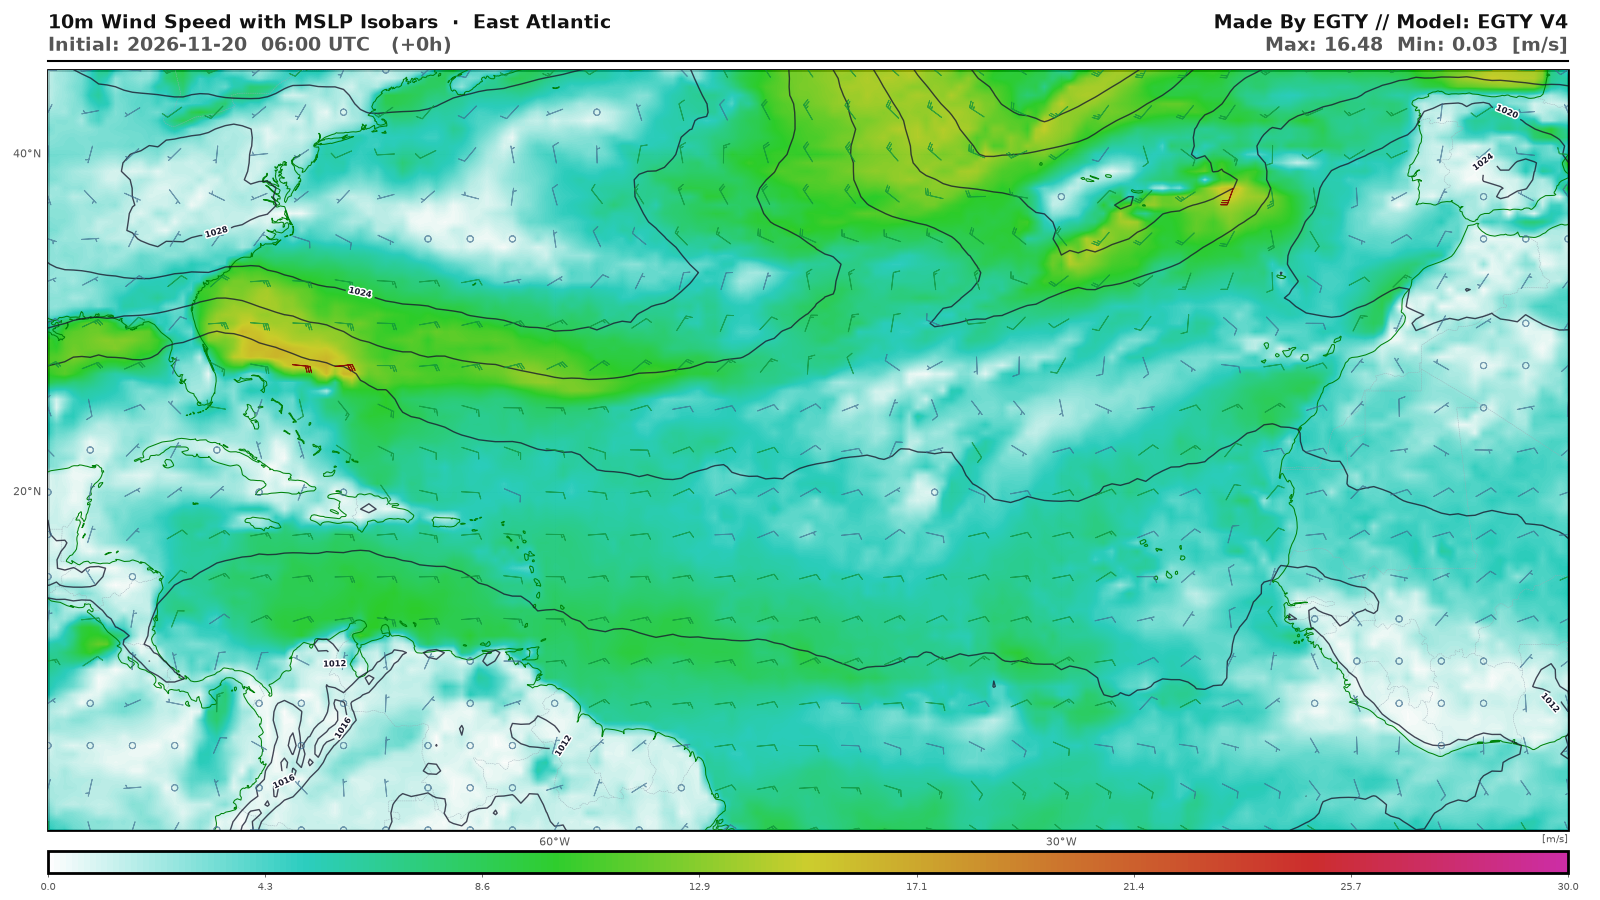 10m Wind Speed with MSLP Isobars · East Atlantic
Made By EGTY // Model: EGTY V4
Initial: 2026-11-20 06:00 UTC (+0h)
Max: 16.48 Min: 0.03 [m/s]
1020
40°N
1024
1028
1024
20°N
1012
1012
1016
1012
1016
60°W
30°W
[m/s]
0.0
4.3
8.6
12.9
17.1
21.4
25.7
30.0